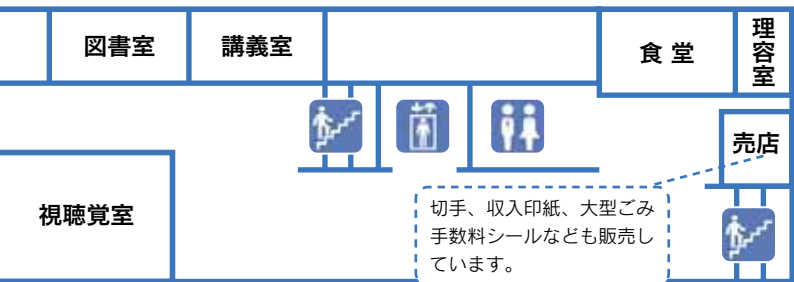 図書室
講義室
食 堂
理容室
売店
視聴覚室
切手、収入印紙、大型ごみ
手数料シールなども販売し
ています。